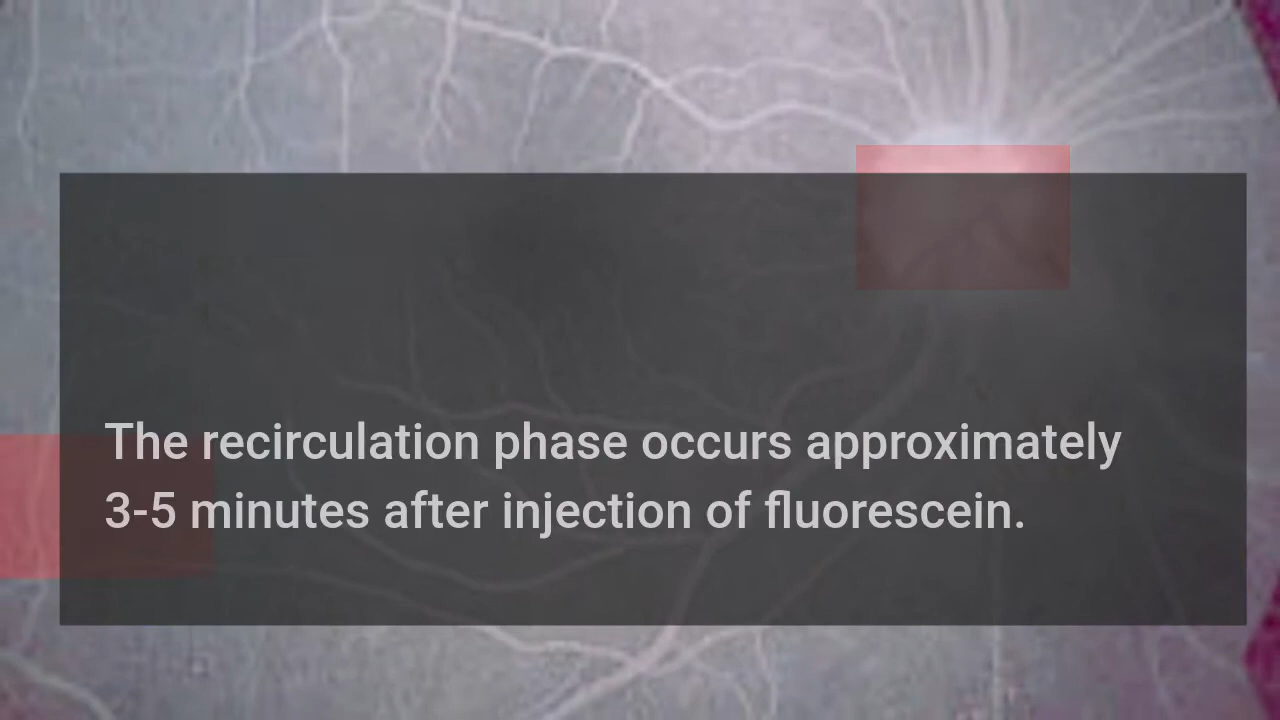 The recirculation phase occurs approximately
3-5 minutes after injection of fluorescein.